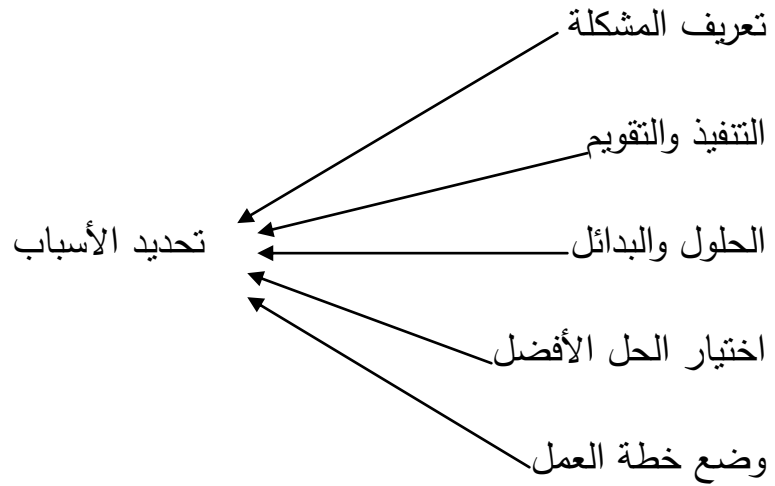 تعريف المشكلة
التنفيذ والتقويم
الحلول والبدائل
تحديد الأسباب
اختيار الحل الأفضل
وضع خطة العمل